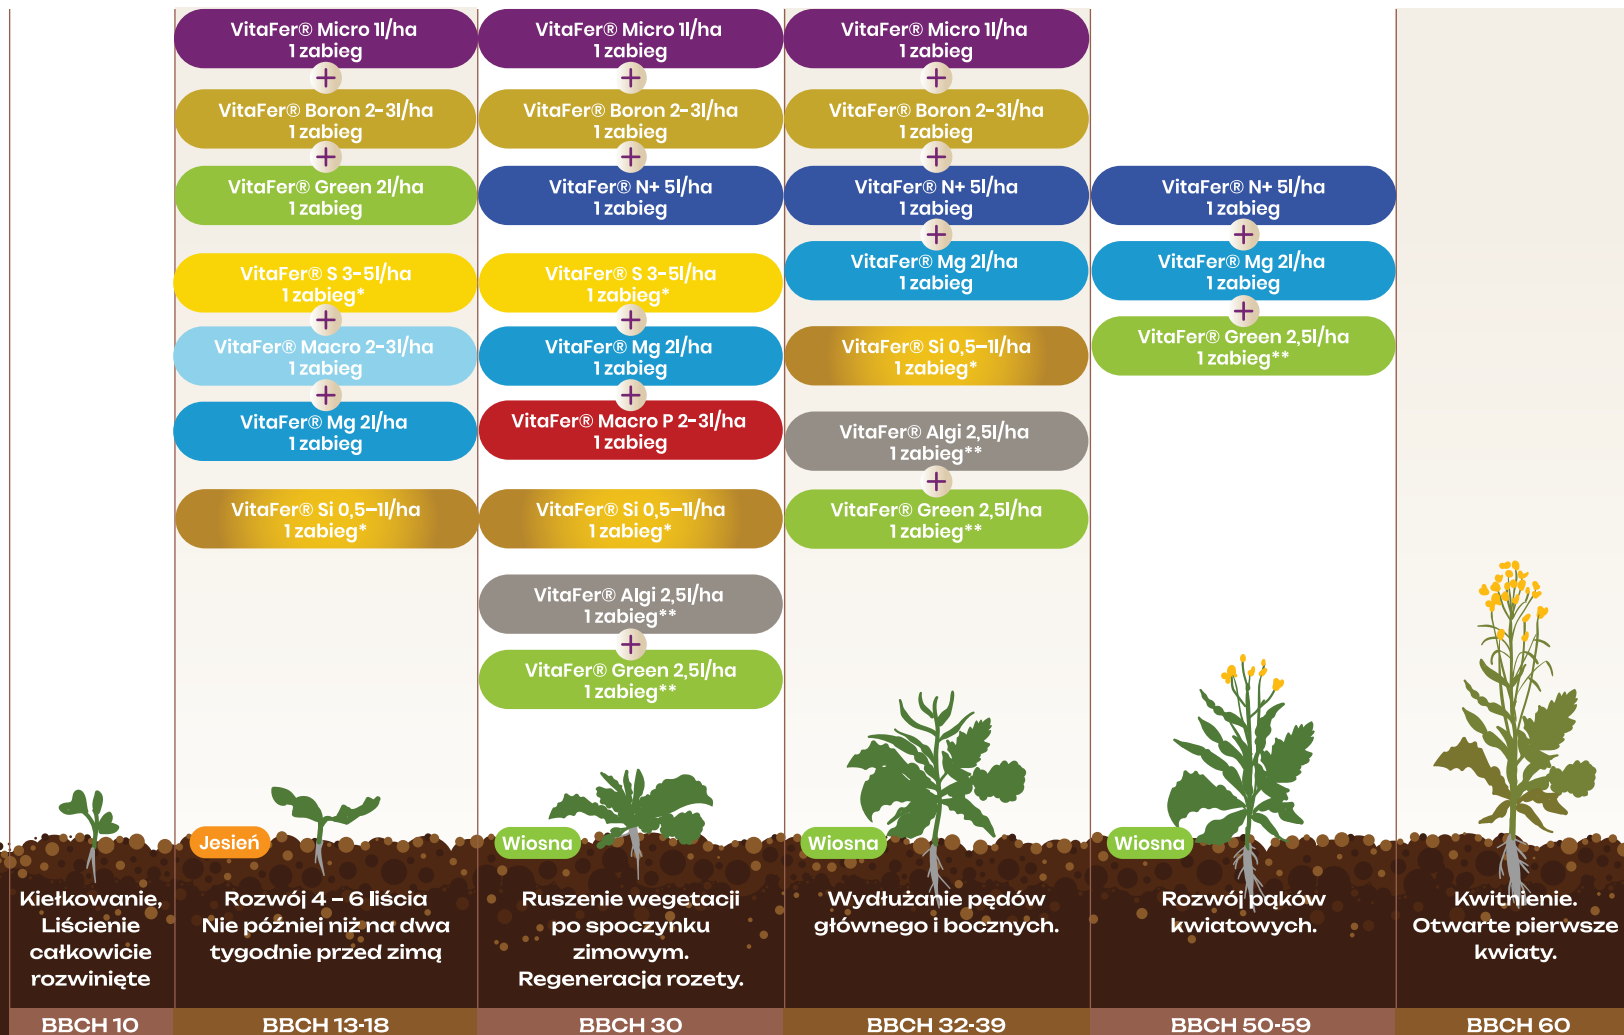 VitaFer® Micro 1l/ha
1 zabieg
+
VitaFer® Boron 2-3l/ha
1 zabieg
+
VitaFer® Green 2l/ha
1 zabieg
VitaFer® S 3-5l/ha
1 zabieg*
+
VitaFer® Macro 2-3l/ha
1 zabieg
+
VitaFer® Mg 2l/ha
1 zabieg
VitaFer® Si 0,5–1l/ha
1 zabieg*
VitaFer® Micro 1l/ha
1 zabieg
+
VitaFer® Boron 2-3l/ha
1 zabieg
+
VitaFer® N+ 5l/ha
1 zabieg
VitaFer® S 3-5l/ha
1 zabieg*
+
VitaFer® Mg 2l/ha
1 zabieg
+
VitaFer® Macro P 2-3l/ha
1 zabieg
VitaFer® Si 0,5–1l/ha
1 zabieg*
VitaFer® Algi 2,5l/ha
1 zabieg**
+
VitaFer® Green 2,5l/ha
1 zabieg**
VitaFer® Micro 1l/ha
1 zabieg
+
VitaFer® Boron 2-3l/ha
1 zabieg
+
VitaFer® N+ 5l/ha
1 zabieg
+
VitaFer® Mg 2l/ha
1 zabieg
VitaFer® Si 0,5–1l/ha
1 zabieg*
VitaFer® Algi 2,5l/ha
1 zabieg**
+
VitaFer® Green 2,5l/ha
1 zabieg**
VitaFer® N+ 5l/ha
1 zabieg
+
VitaFer® Mg 2l/ha
1 zabieg
+
VitaFer® Green 2,5l/ha
1 zabieg**
Kiełkowanie,
Liścienie
całkowicie
rozwinięte
BBCH 10
Jesień
Rozwój 4 – 6 liścia
Nie później niż na dwa
tygodnie przed zimą
BBCH 13-18
Wiosna
Ruszenie wegetacji
po spoczynku
zimowym.
Regeneracja rozety.
BBCH 30
Wiosna
Wydłużanie pędów
głównego i bocznych.
BBCH 32-39
Wiosna
Rozwój pąków
kwiatowych.
BBCH 50-59
Kwitnienie.
Otwarte pierwsze
kwiaty.
BBCH 60